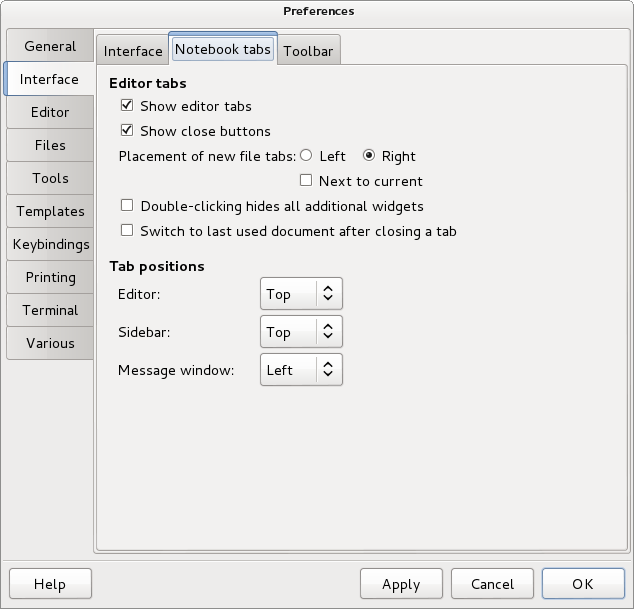 Preferences
General
Interface
Editor
Files
Tools
Templates
Keybindings
Printing
Terminal
Various
Interface Notebook tabs Toolbar
Editor tabs
Show editor tabs
Show close buttons
Placement of new file tabs: Left Right
Next to current
Double-clicking hides all additional widgets
Switch to last used document after closing a tab
Tab positions
Editor: Top
Sidebar: Top
Message window: Left
Help Apply Cancel OK